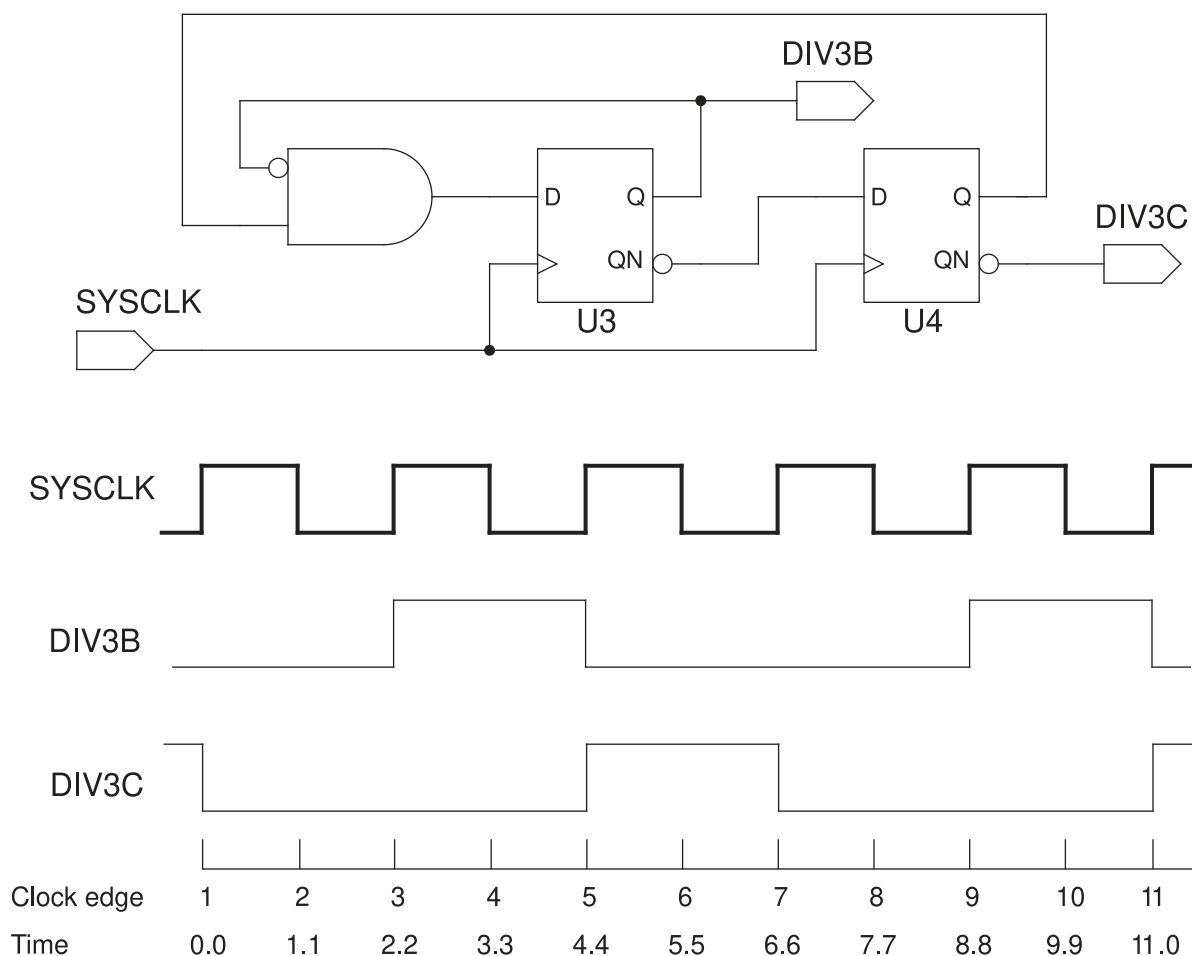 DIV3B
D Q D Q
DIV3C
QN QN
SYSCLK
U3 U4
SYSCLK
DIV3B
DIV3C
Clock edge 1 2 3 4 5 6 7 8 9 10 11
Time 0.0 1.1 2.2 3.3 4.4 5.5 6.6 7.7 8.8 9.9 11.0